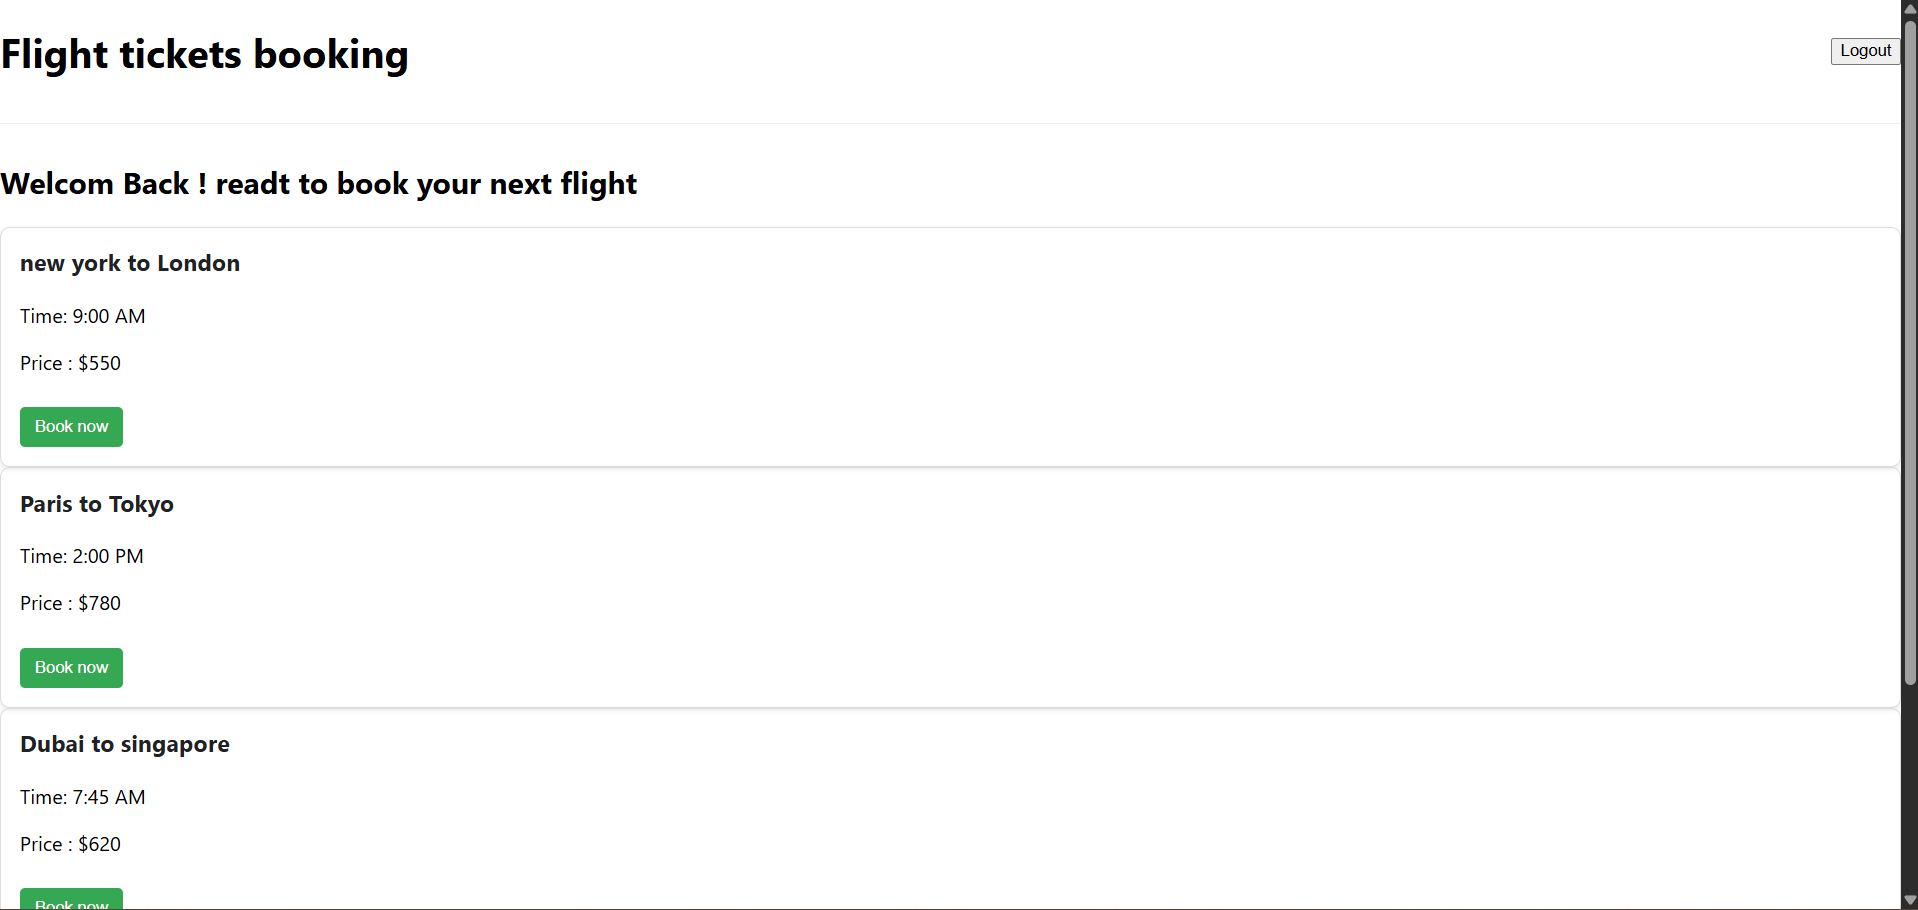 Flight tickets booking
Logout
Welcom Back ! readt to book your next flight
new york to London
Time: 9:00 AM
Price : $550
Book now
Paris to Tokyo
Time: 2:00 PM
Price : $780
Book now
Dubai to singapore
Time: 7:45 AM
Price : $620
Book now